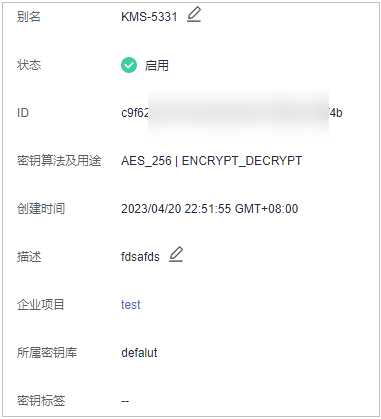 别名 KMS-5331
状态 启用
ID c9f62 4b
密钥算法及用途 AES_256 | ENCRYPT_DECRYPT
创建时间 2023/04/20 22:51:55 GMT+08:00
描述 fdsafds
企业项目 test
所属密钥库 defalut
密钥标签 --